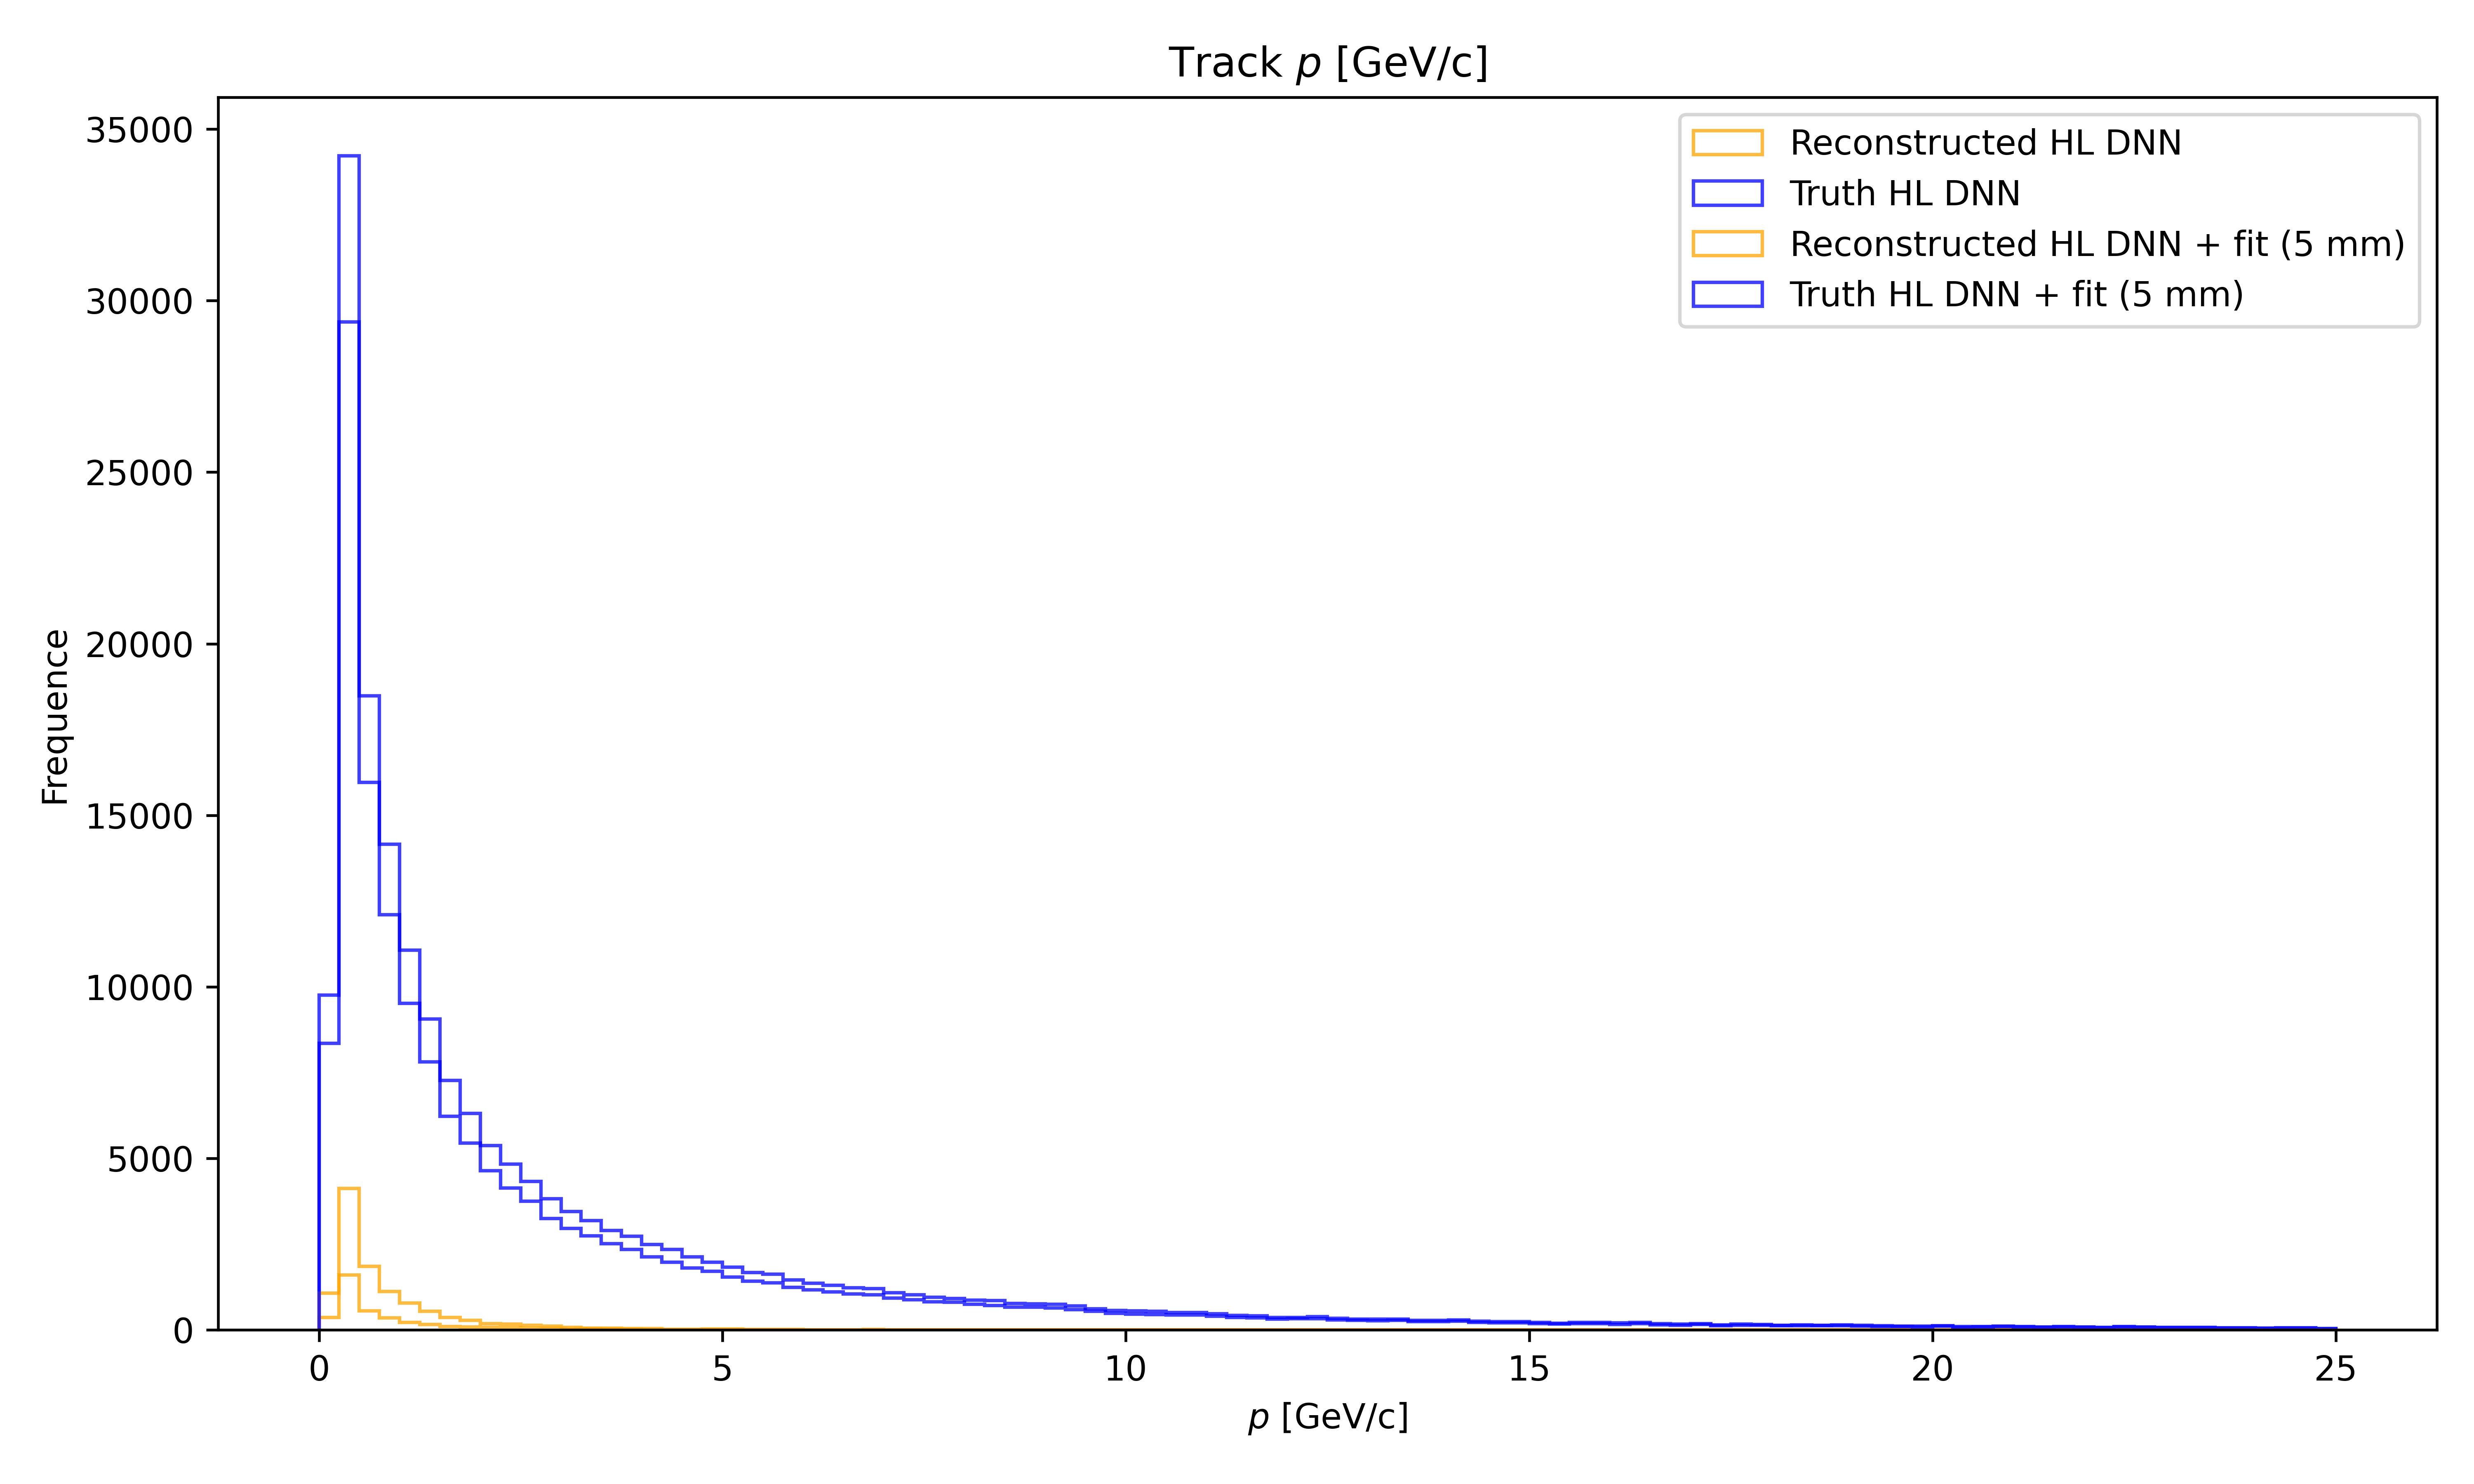 Track p [GeV/c]
Reconstructed HL DNN
Truth HL DNN
Reconstructed HL DNN + fit (5 mm)
Truth HL DNN + fit (5 mm)
Frequence
35000
30000
25000
20000
15000
10000
5000
0
0 5 10 15 20 25
p [GeV/c]